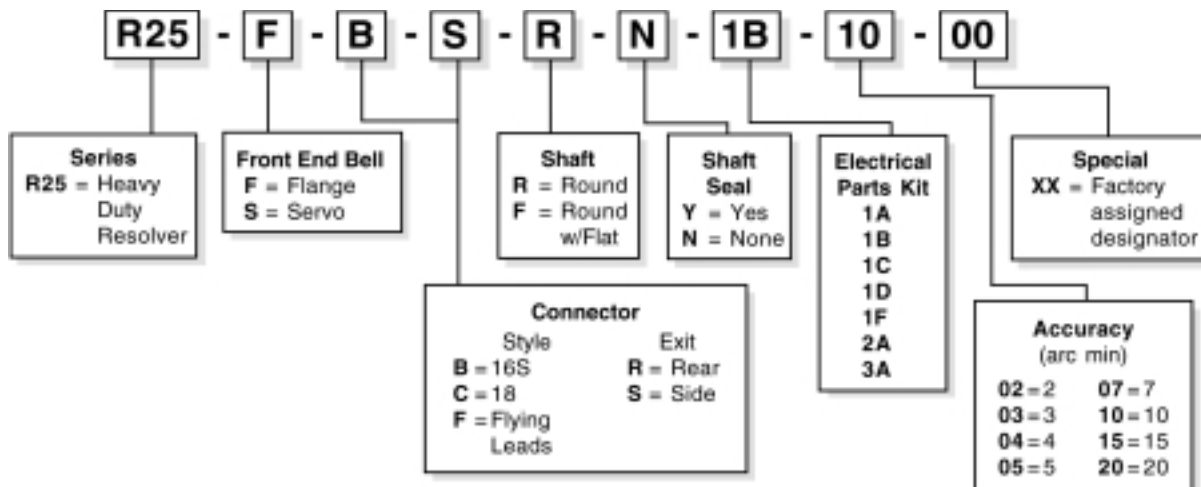 R25 - F - B - S - R - N - 1B - 10 - 00
Series
R25 = Heavy
Duty
Resolver
Front End Bell
F = Flange
S = Servo
Connector
Style
B = 16S
C = 18
F = Flying
Leads
Exit
R = Rear
S = Side
Shaft
R = Round
F = Round
w/Flat
Shaft
Seal
Y = Yes
N = None
Electrical
Parts Kit
1A
1B
1C
1D
1F
2A
3A
Accuracy
(arc min)
02 = 2 07 = 7
03 = 3 10 = 10
04 = 4 15 = 15
05 = 5 20 = 20
Special
XX = Factory
assigned
designator